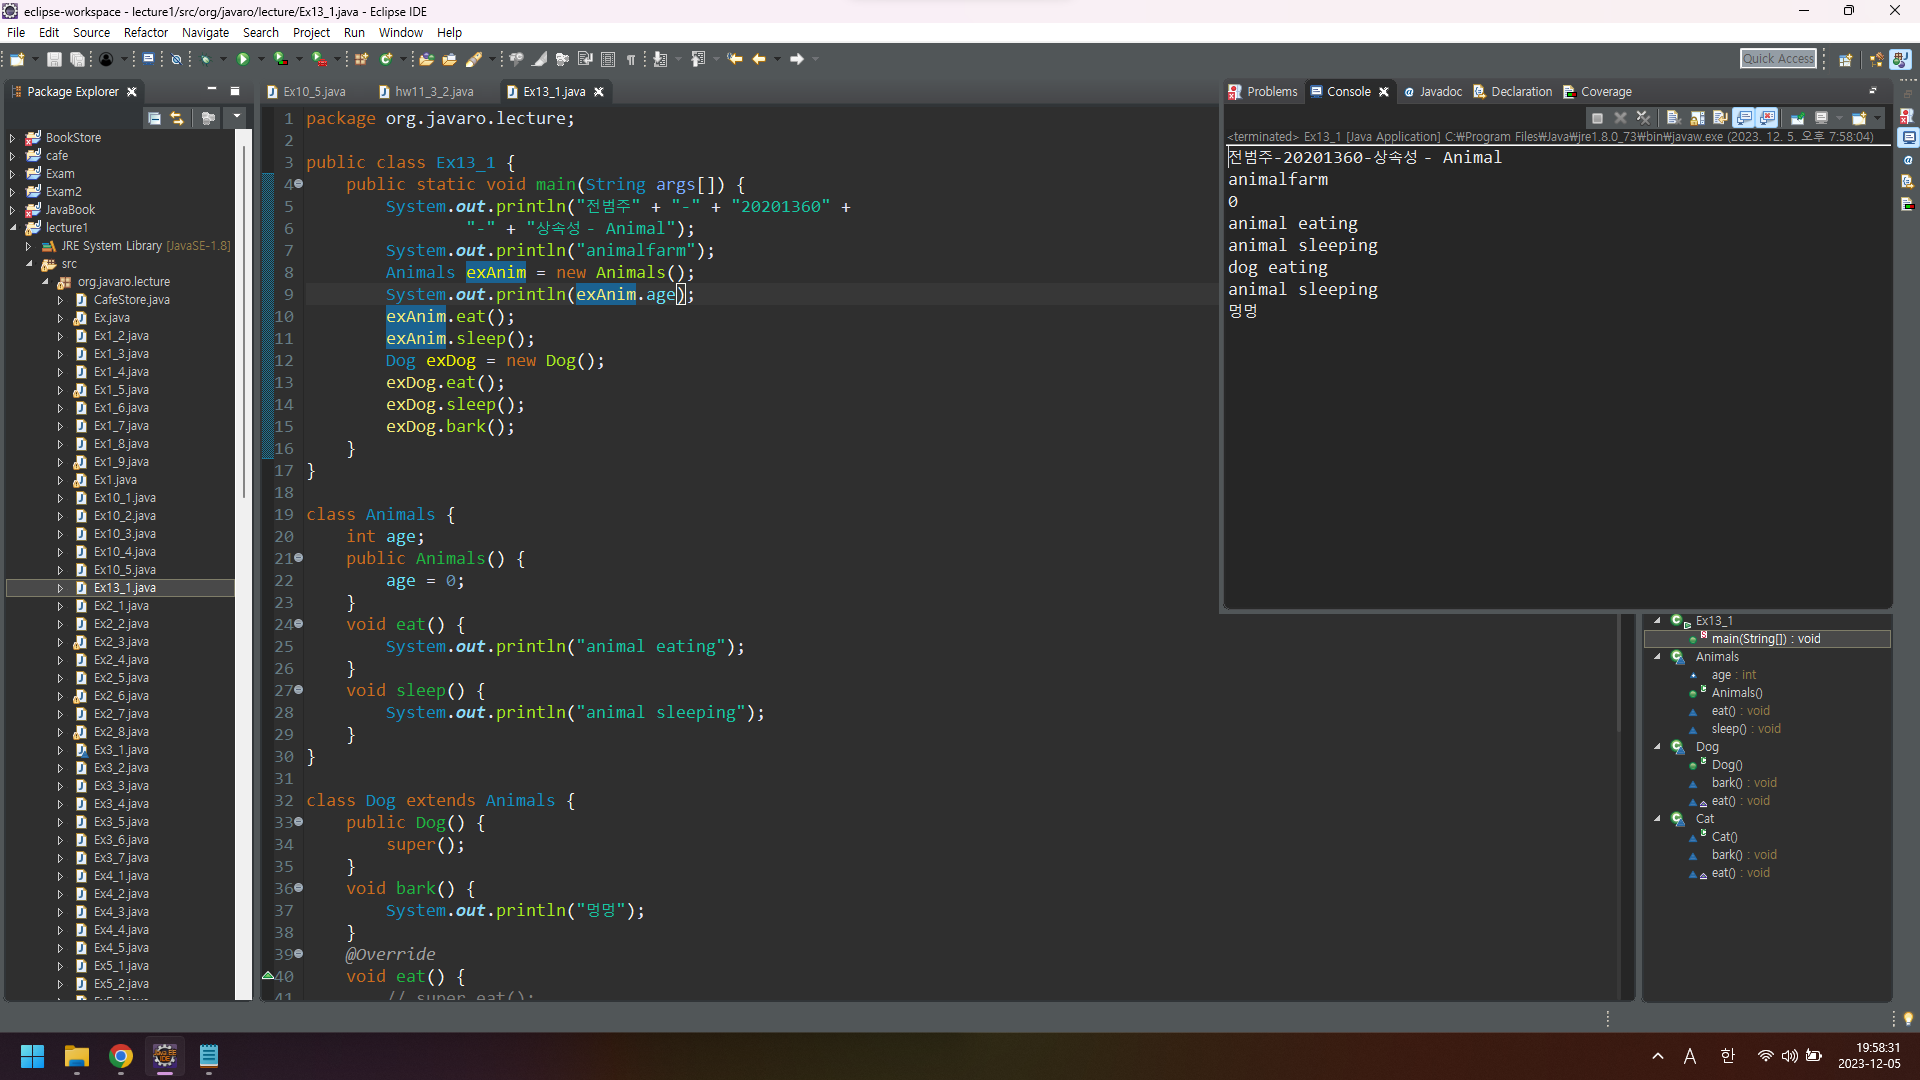 eclipse-workspace - lecture1/src/org/javaro/lecture/Ex13_1.java - Eclipse IDE
File Edit Source Refactor Navigate Search Project Run Window Help
Quick Access
Package Explorer
BookStore
cafe
Exam
Exam2
JavaBook
lecture1
JRE System Library [JavaSE-1.8]
src
org.javaro.lecture
CafeStore.java
Ex.java
Ex1_2.java
Ex1_3.java
Ex1_4.java
Ex1_5.java
Ex1_6.java
Ex1_7.java
Ex1_8.java
Ex1_9.java
Ex1.java
Ex10_1.java
Ex10_2.java
Ex10_3.java
Ex10_4.java
Ex10_5.java
Ex13_1.java
Ex2_1.java
Ex2_2.java
Ex2_3.java
Ex2_4.java
Ex2_5.java
Ex2_6.java
Ex2_7.java
Ex2_8.java
Ex3_1.java
Ex3_2.java
Ex3_3.java
Ex3_4.java
Ex3_5.java
Ex3_6.java
Ex3_7.java
Ex4_1.java
Ex4_2.java
Ex4_3.java
Ex4_4.java
Ex4_5.java
Ex5_1.java
Ex5_2.java
Ex10_5.java hw11_3_2.java Ex13_1.java
1 package org.javaro.lecture;
2
3 public class Ex13_1 {
4 public static void main(String args[]) {
5 System.out.println("전범주" + "-" + "20201360" +
6 "-" + "상속성 - Animal");
7 System.out.println("animalfarm");
8 Animals exAnim = new Animals();
9 System.out.println(exAnim.age);
10 exAnim.eat();
11 exAnim.sleep();
12 Dog exDog = new Dog();
13 exDog.eat();
14 exDog.sleep();
15 exDog.bark();
16 }
17 }
18
19 class Animals {
20 int age;
21 public Animals() {
22 age = 0;
23 }
24 void eat() {
25 System.out.println("animal eating");
26 }
27 void sleep() {
28 System.out.println("animal sleeping");
29 }
30 }
31
32 class Dog extends Animals {
33 public Dog() {
34 super();
35 }
36 void bark() {
37 System.out.println("멍멍");
38 }
39 @Override
40 void eat() {
41 // super.eat();
Problems Console Javadoc Declaration Coverage
<terminated> Ex13_1 [Java Application] C:₩Program Files₩Java₩jre1.8.0_73₩bin₩javaw.exe (2023. 12. 5. 오후 7:58:04)
전범주-20201360-상속성 - Animal
animalfarm
0
animal eating
animal sleeping
dog eating
animal sleeping
멍멍
Ex13_1
main(String[]) : void
Animals
age : int
Animals()
eat() : void
sleep() : void
Dog
Dog()
bark() : void
eat() : void
Cat
Cat()
bark() : void
eat() : void
A 한
19:58:31
2023-12-05